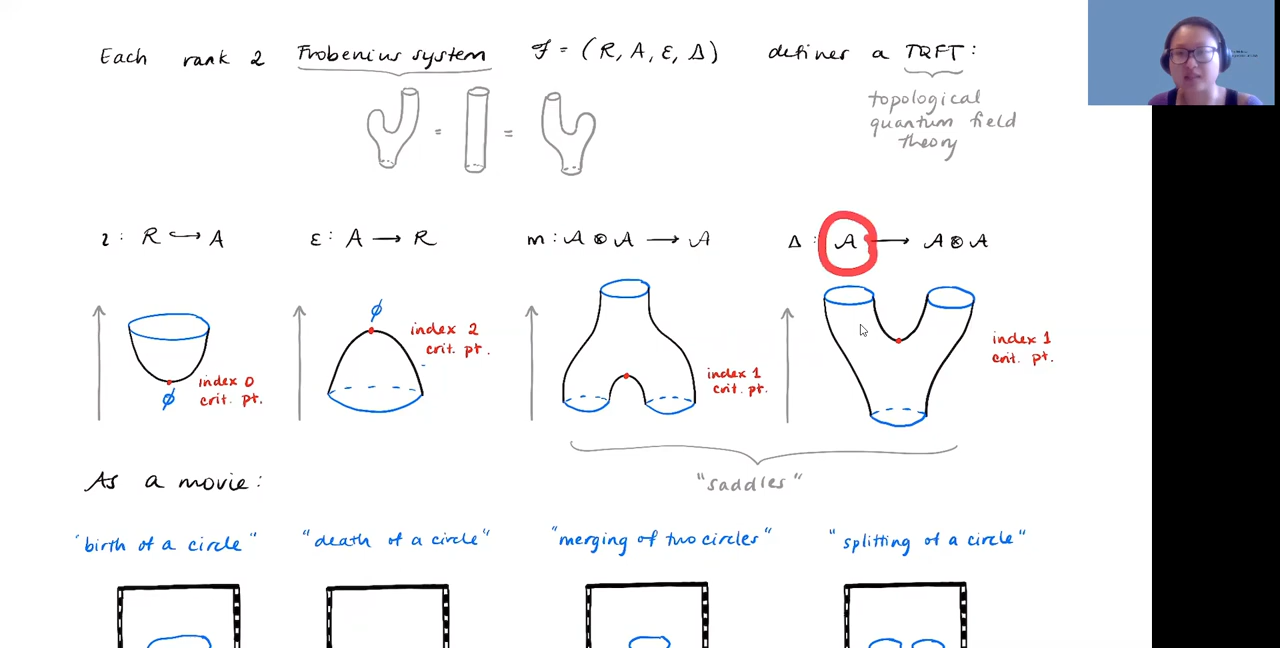 Each rank 2 Frobenius system ℱ = (R, A, ε, Δ) defines a TQFT:
topological
quantum field
theory
= =
ι : R ↪ A
ε : A → R
m : A ⊗ A → A
Δ : A → A ⊗ A
∅
index 2
crit. pt.
index 0
crit. pt.
∅
index 1
crit. pt.
index 1
crit. pt.
As a movie:
"saddles"
"birth of a circle" "death of a circle" "merging of two circles" "splitting of a circle"